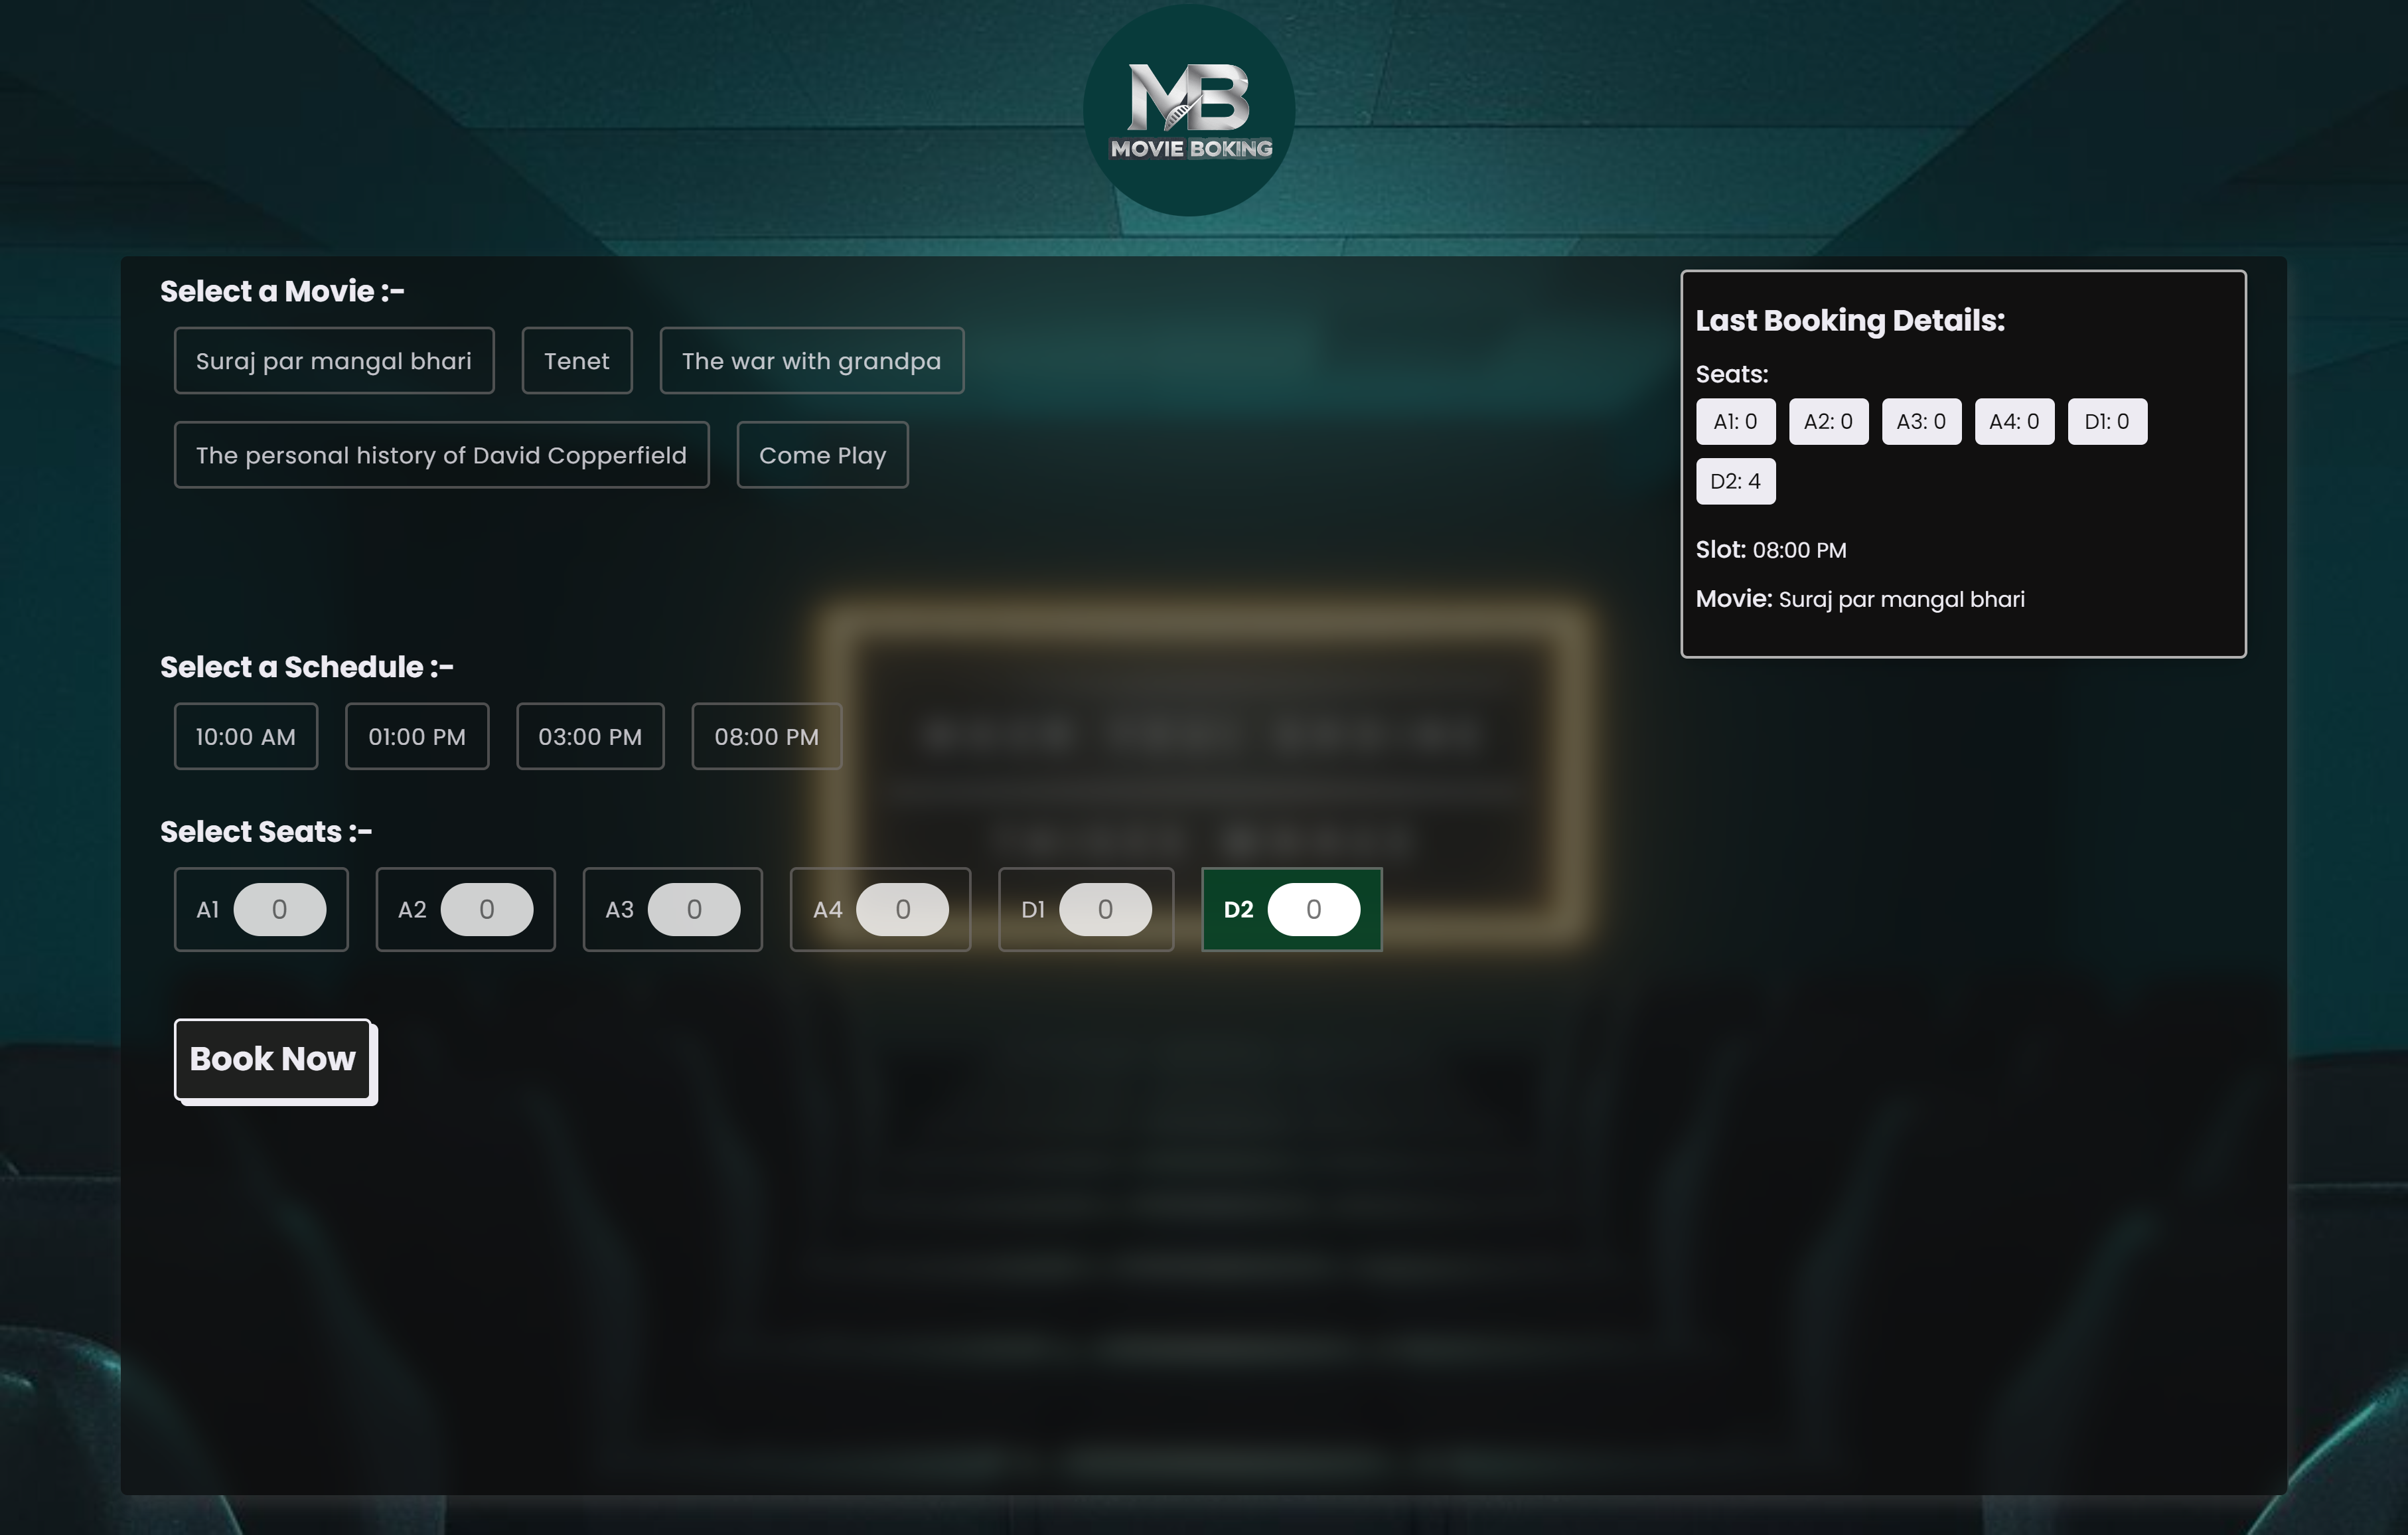 MB
MOVIE BOKING
Select a Movie :-
Suraj par mangal bhari
Tenet
The war with grandpa
The personal history of David Copperfield
Come Play
Select a Schedule :-
10:00 AM
01:00 PM
03:00 PM
08:00 PM
Select Seats :-
A1 0
A2 0
A3 0
A4 0
D1 0
D2 0
Book Now
Last Booking Details:
Seats:
A1: 0
A2: 0
A3: 0
A4: 0
D1: 0
D2: 4
Slot: 08:00 PM
Movie: Suraj par mangal bhari